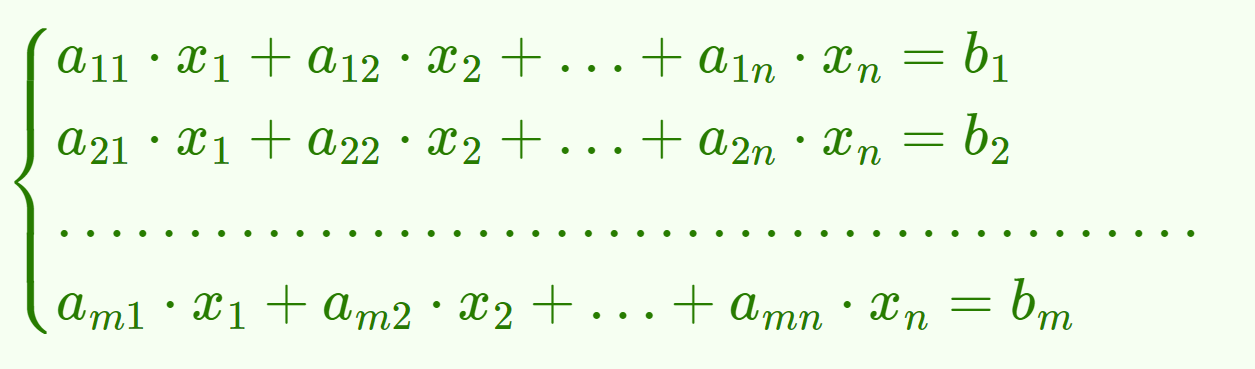 a₁₁ · x₁ + a₁₂ · x₂ + … + a₁ₙ · xₙ = b₁
a₂₁ · x₁ + a₂₂ · x₂ + … + a₂ₙ · xₙ = b₂
............................................
aₘ₁ · x₁ + aₘ₂ · x₂ + … + aₘₙ · xₙ = bₘ